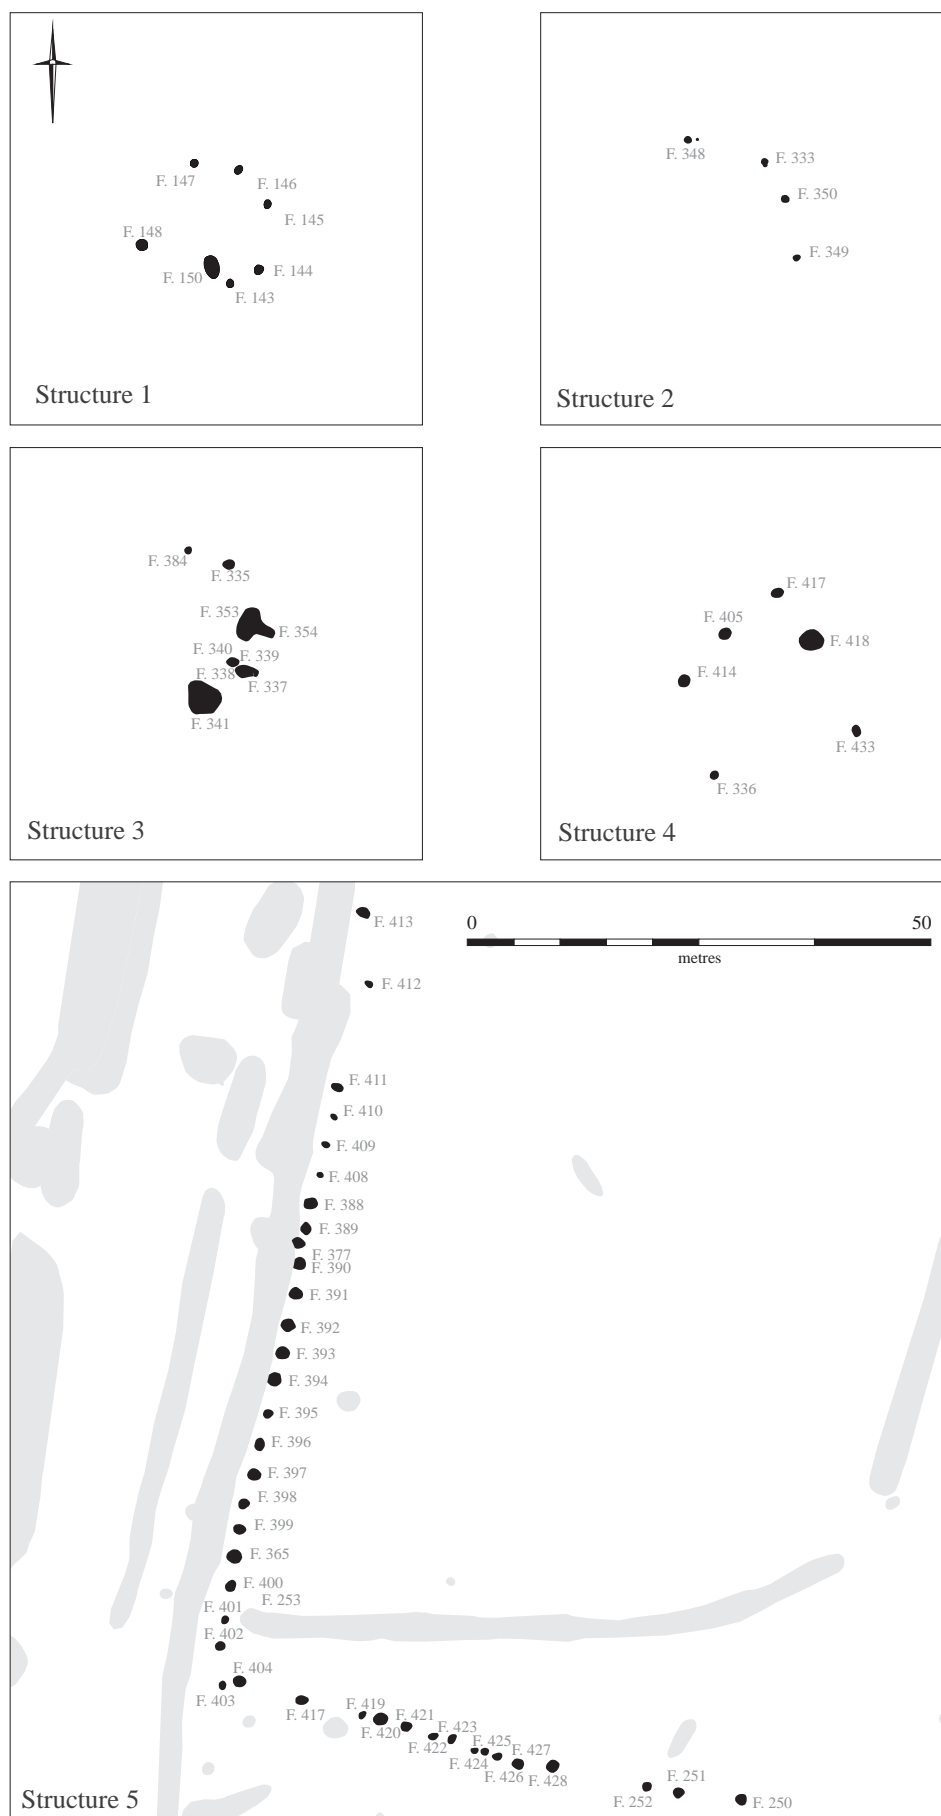 F. 147
F. 146
F. 145
F. 148
F. 150
F. 144
F. 143
Structure 1
F. 348
F. 333
F. 350
F. 349
Structure 2
F. 384
F. 335
F. 353
F. 354
F. 340
F. 339
F. 338
F. 337
F. 341
Structure 3
F. 417
F. 405
F. 418
F. 414
F. 433
F. 336
Structure 4
F. 413
0 50
metres
F. 412
F. 411
F. 410
F. 409
F. 408
F. 388
F. 389
F. 377
F. 390
F. 391
F. 392
F. 393
F. 394
F. 395
F. 396
F. 397
F. 398
F. 399
F. 365
F. 400
F. 253
F. 401
F. 402
F. 404
F. 403
F. 417
F. 419
F. 420
F. 421
F. 422
F. 423
F. 424
F. 425
F. 426
F. 427
F. 428
F. 252
F. 251
F. 250
Structure 5